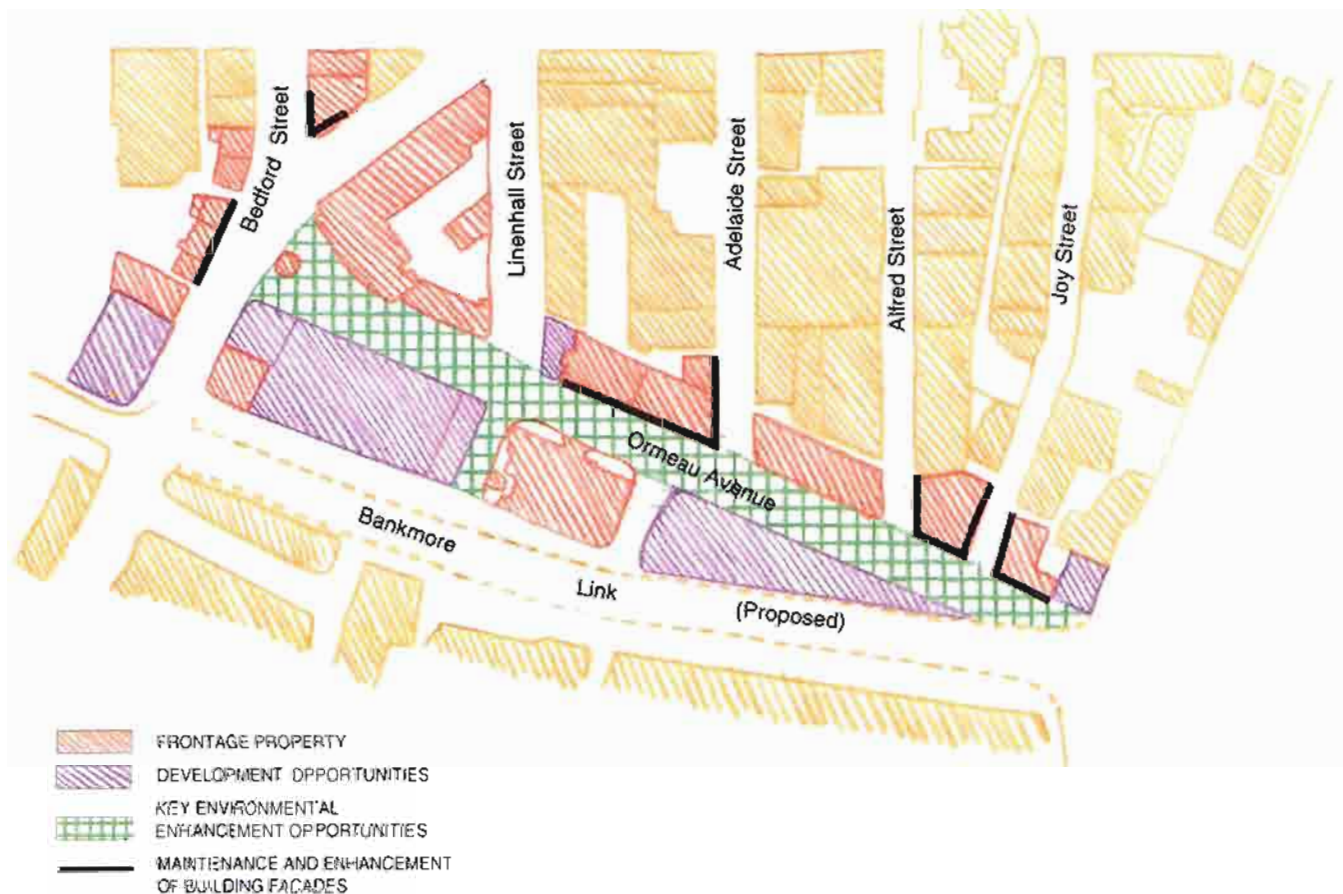 Bedford Street
Linenhall Street
Adelaide Street
Alfred Street
Joy Street
Ormeau Avenue
Bankmore
Link
(Proposed)
FRONTAGE PROPERTY
DEVELOPMENT OPPORTUNITIES
KEY ENVIRONMENTAL
ENHANCEMENT OPPORTUNITIES
MAINTENANCE AND ENHANCEMENT
OF BUILDING FACADES